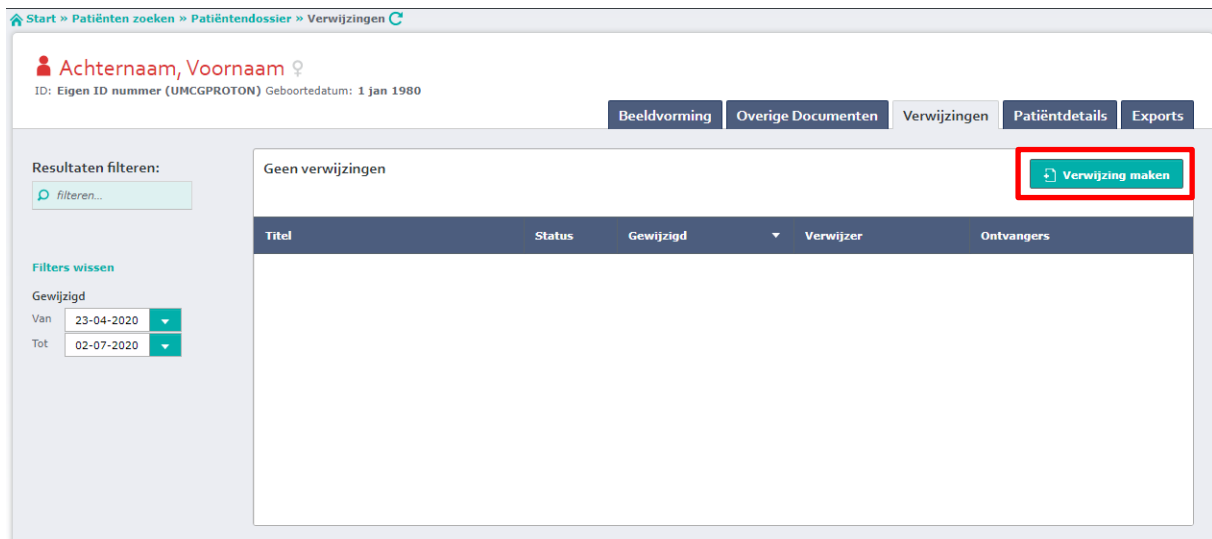 Start » Patiënten zoeken » Patiëntendossier » Verwijzingen
Achternaam, Voornaam ♀
ID: Eigen ID nummer (UMCGPROTON) Geboortedatum: 1 jan 1980
Beeldvorming Overige Documenten Verwijzingen Patiëntdetails Exports
Resultaten filteren:
filteren...
Filters wissen
Gewijzigd
Van 23-04-2020
Tot 02-07-2020
Geen verwijzingen
Verwijzing maken
Titel Status Gewijzigd Verwijzer Ontvangers